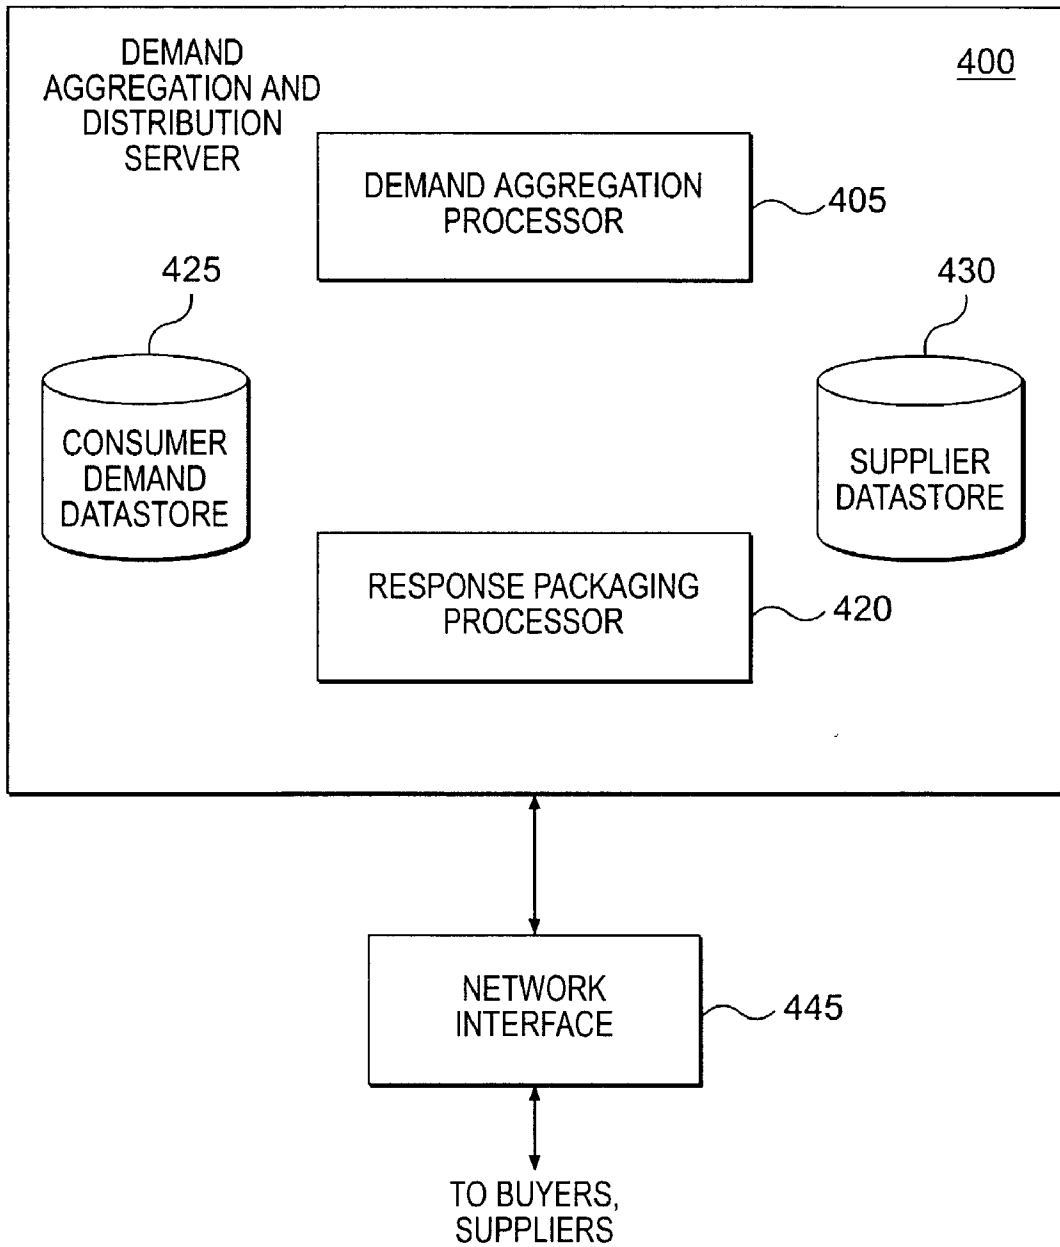 DEMAND
AGGREGATION AND
DISTRIBUTION
SERVER
400
DEMAND AGGREGATION
PROCESSOR
405
425
430
CONSUMER
DEMAND
DATASTORE
SUPPLIER
DATASTORE
RESPONSE PACKAGING
PROCESSOR
420
NETWORK
INTERFACE
445
TO BUYERS,
SUPPLIERS